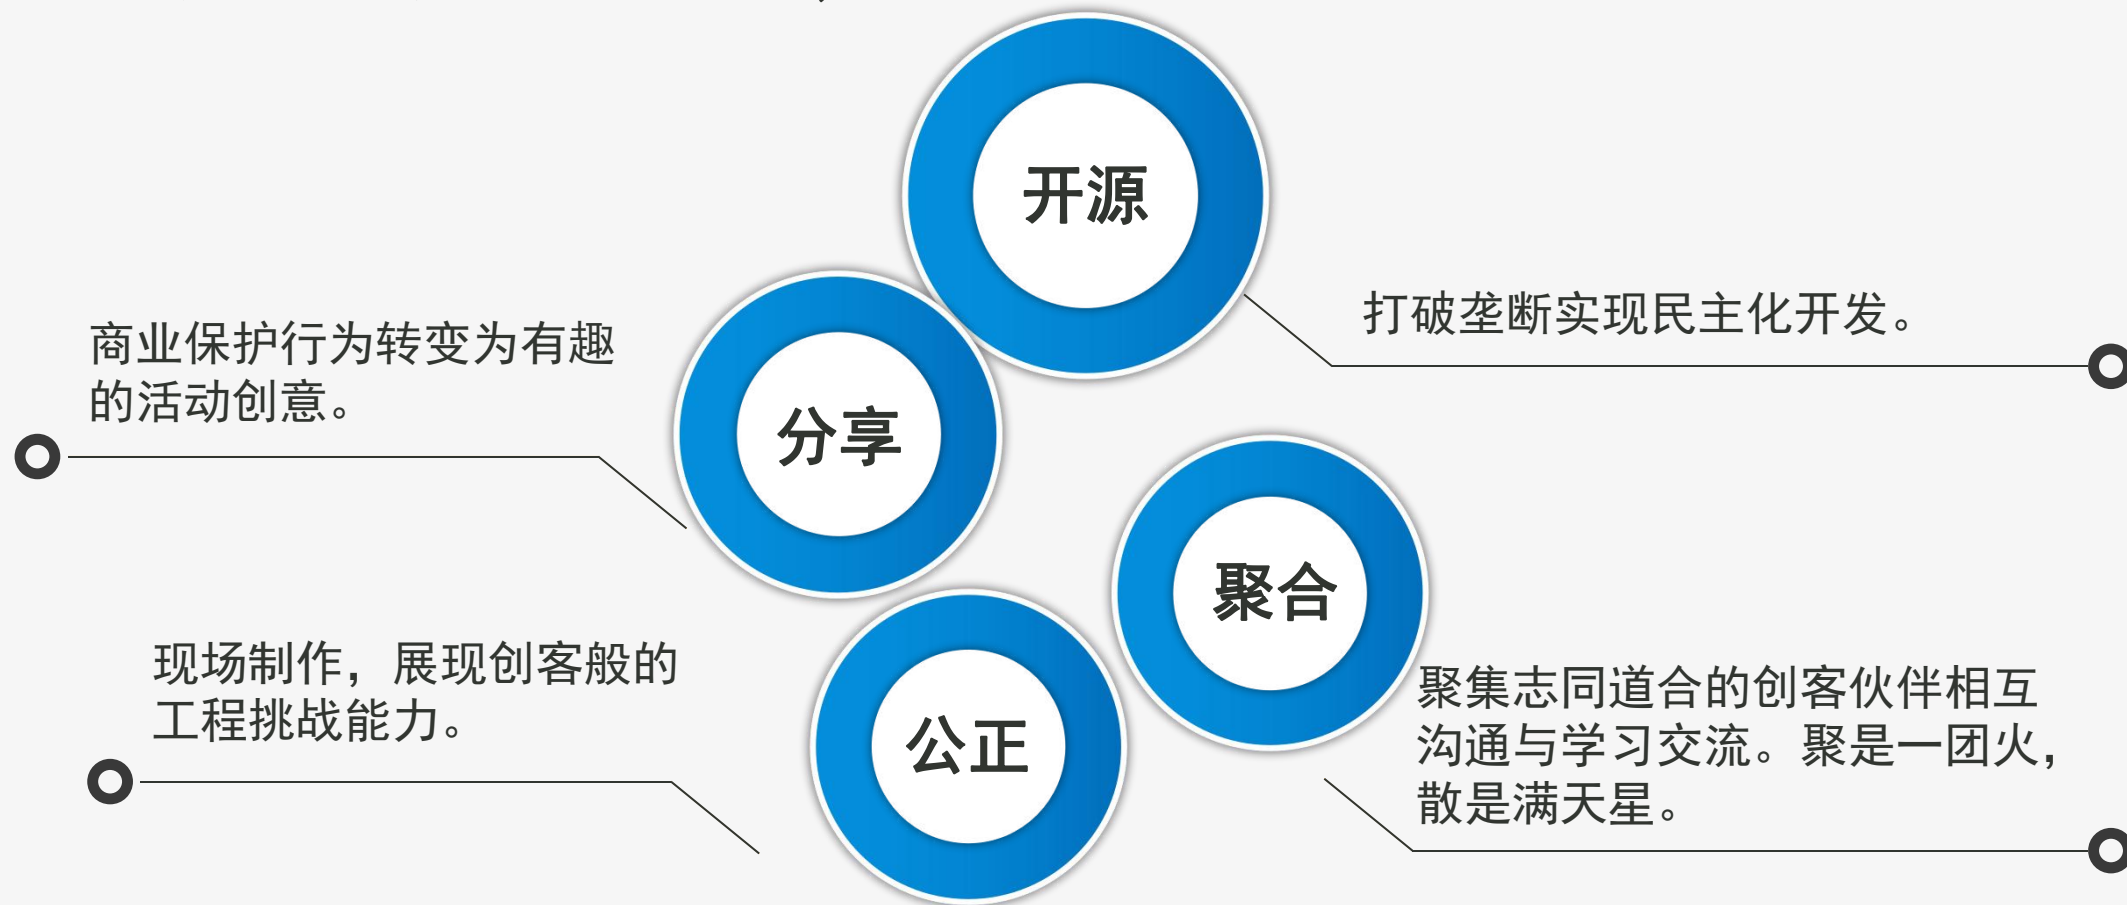 开源
打破垄断实现民主化开发。
商业保护行为转变为有趣
的活动创意。
分享
聚合
现场制作，展现创客般的
工程挑战能力。
公正
聚集志同道合的创客伙伴相互
沟通与学习交流。聚是一团火，
散是满天星。